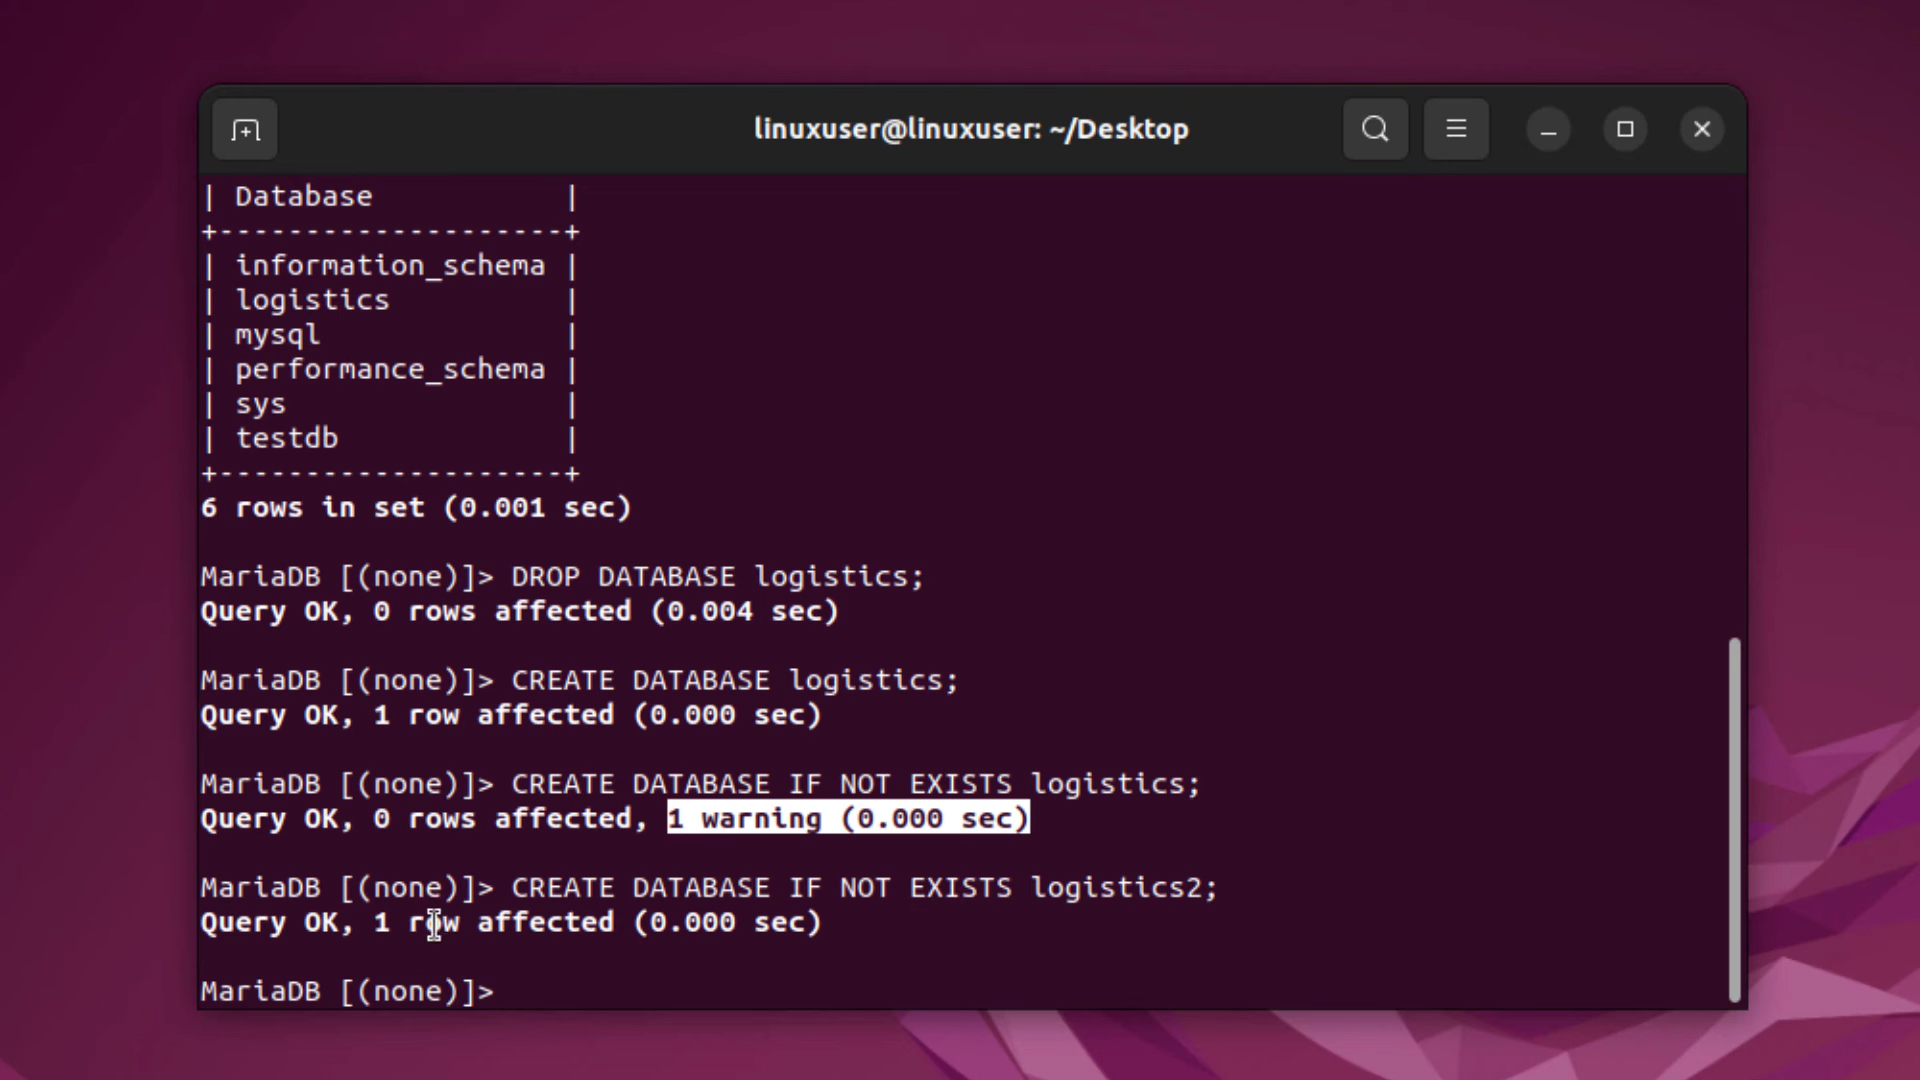 linuxuser@linuxuser: ~/Desktop
| Database           |
+--------------------+
| information_schema |
| logistics          |
| mysql              |
| performance_schema |
| sys                |
| testdb             |
+--------------------+
6 rows in set (0.001 sec)
MariaDB [(none)]> DROP DATABASE logistics;
Query OK, 0 rows affected (0.004 sec)
MariaDB [(none)]> CREATE DATABASE logistics;
Query OK, 1 row affected (0.000 sec)
MariaDB [(none)]> CREATE DATABASE IF NOT EXISTS logistics;
Query OK, 0 rows affected, 1 warning (0.000 sec)
MariaDB [(none)]> CREATE DATABASE IF NOT EXISTS logistics2;
Query OK, 1 row affected (0.000 sec)
MariaDB [(none)]>